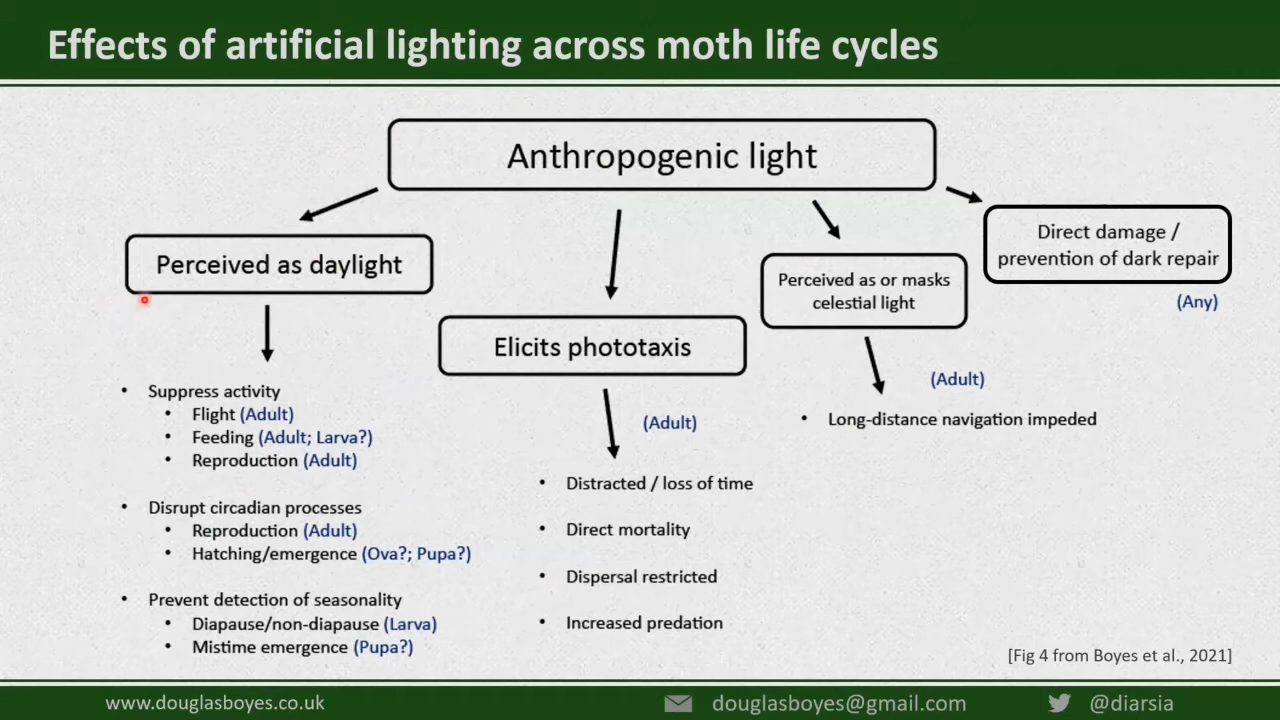 Effects of artificial lighting across moth life cycles
Anthropogenic light
Perceived as daylight
• Suppress activity
• Flight (Adult)
• Feeding (Adult; Larva?)
• Reproduction (Adult)
• Disrupt circadian processes
• Reproduction (Adult)
• Hatching/emergence (Ova?; Pupa?)
• Prevent detection of seasonality
• Diapause/non-diapause (Larva)
• Mistime emergence (Pupa?)
Elicits phototaxis
(Adult)
• Distracted / loss of time
• Direct mortality
• Dispersal restricted
• Increased predation
Perceived as or masks
celestial light
(Adult)
• Long-distance navigation impeded
Direct damage /
prevention of dark repair
(Any)
[Fig 4 from Boyes et al., 2021]
www.douglasboyes.co.uk
douglasboyes@gmail.com
@diarsia